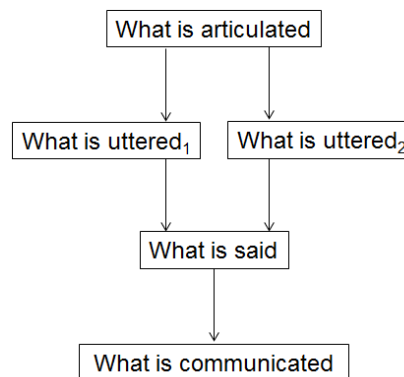 What is articulated
What is uttered₁
What is uttered₂
What is said
What is communicated